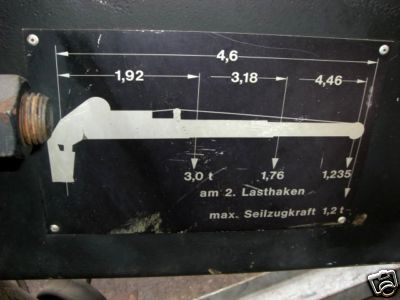 4,6
1,92 3,18 4,46
3,0 t 1,76 1,235
am 2. Lasthaken
max. Seilzugkraft 1,2 t